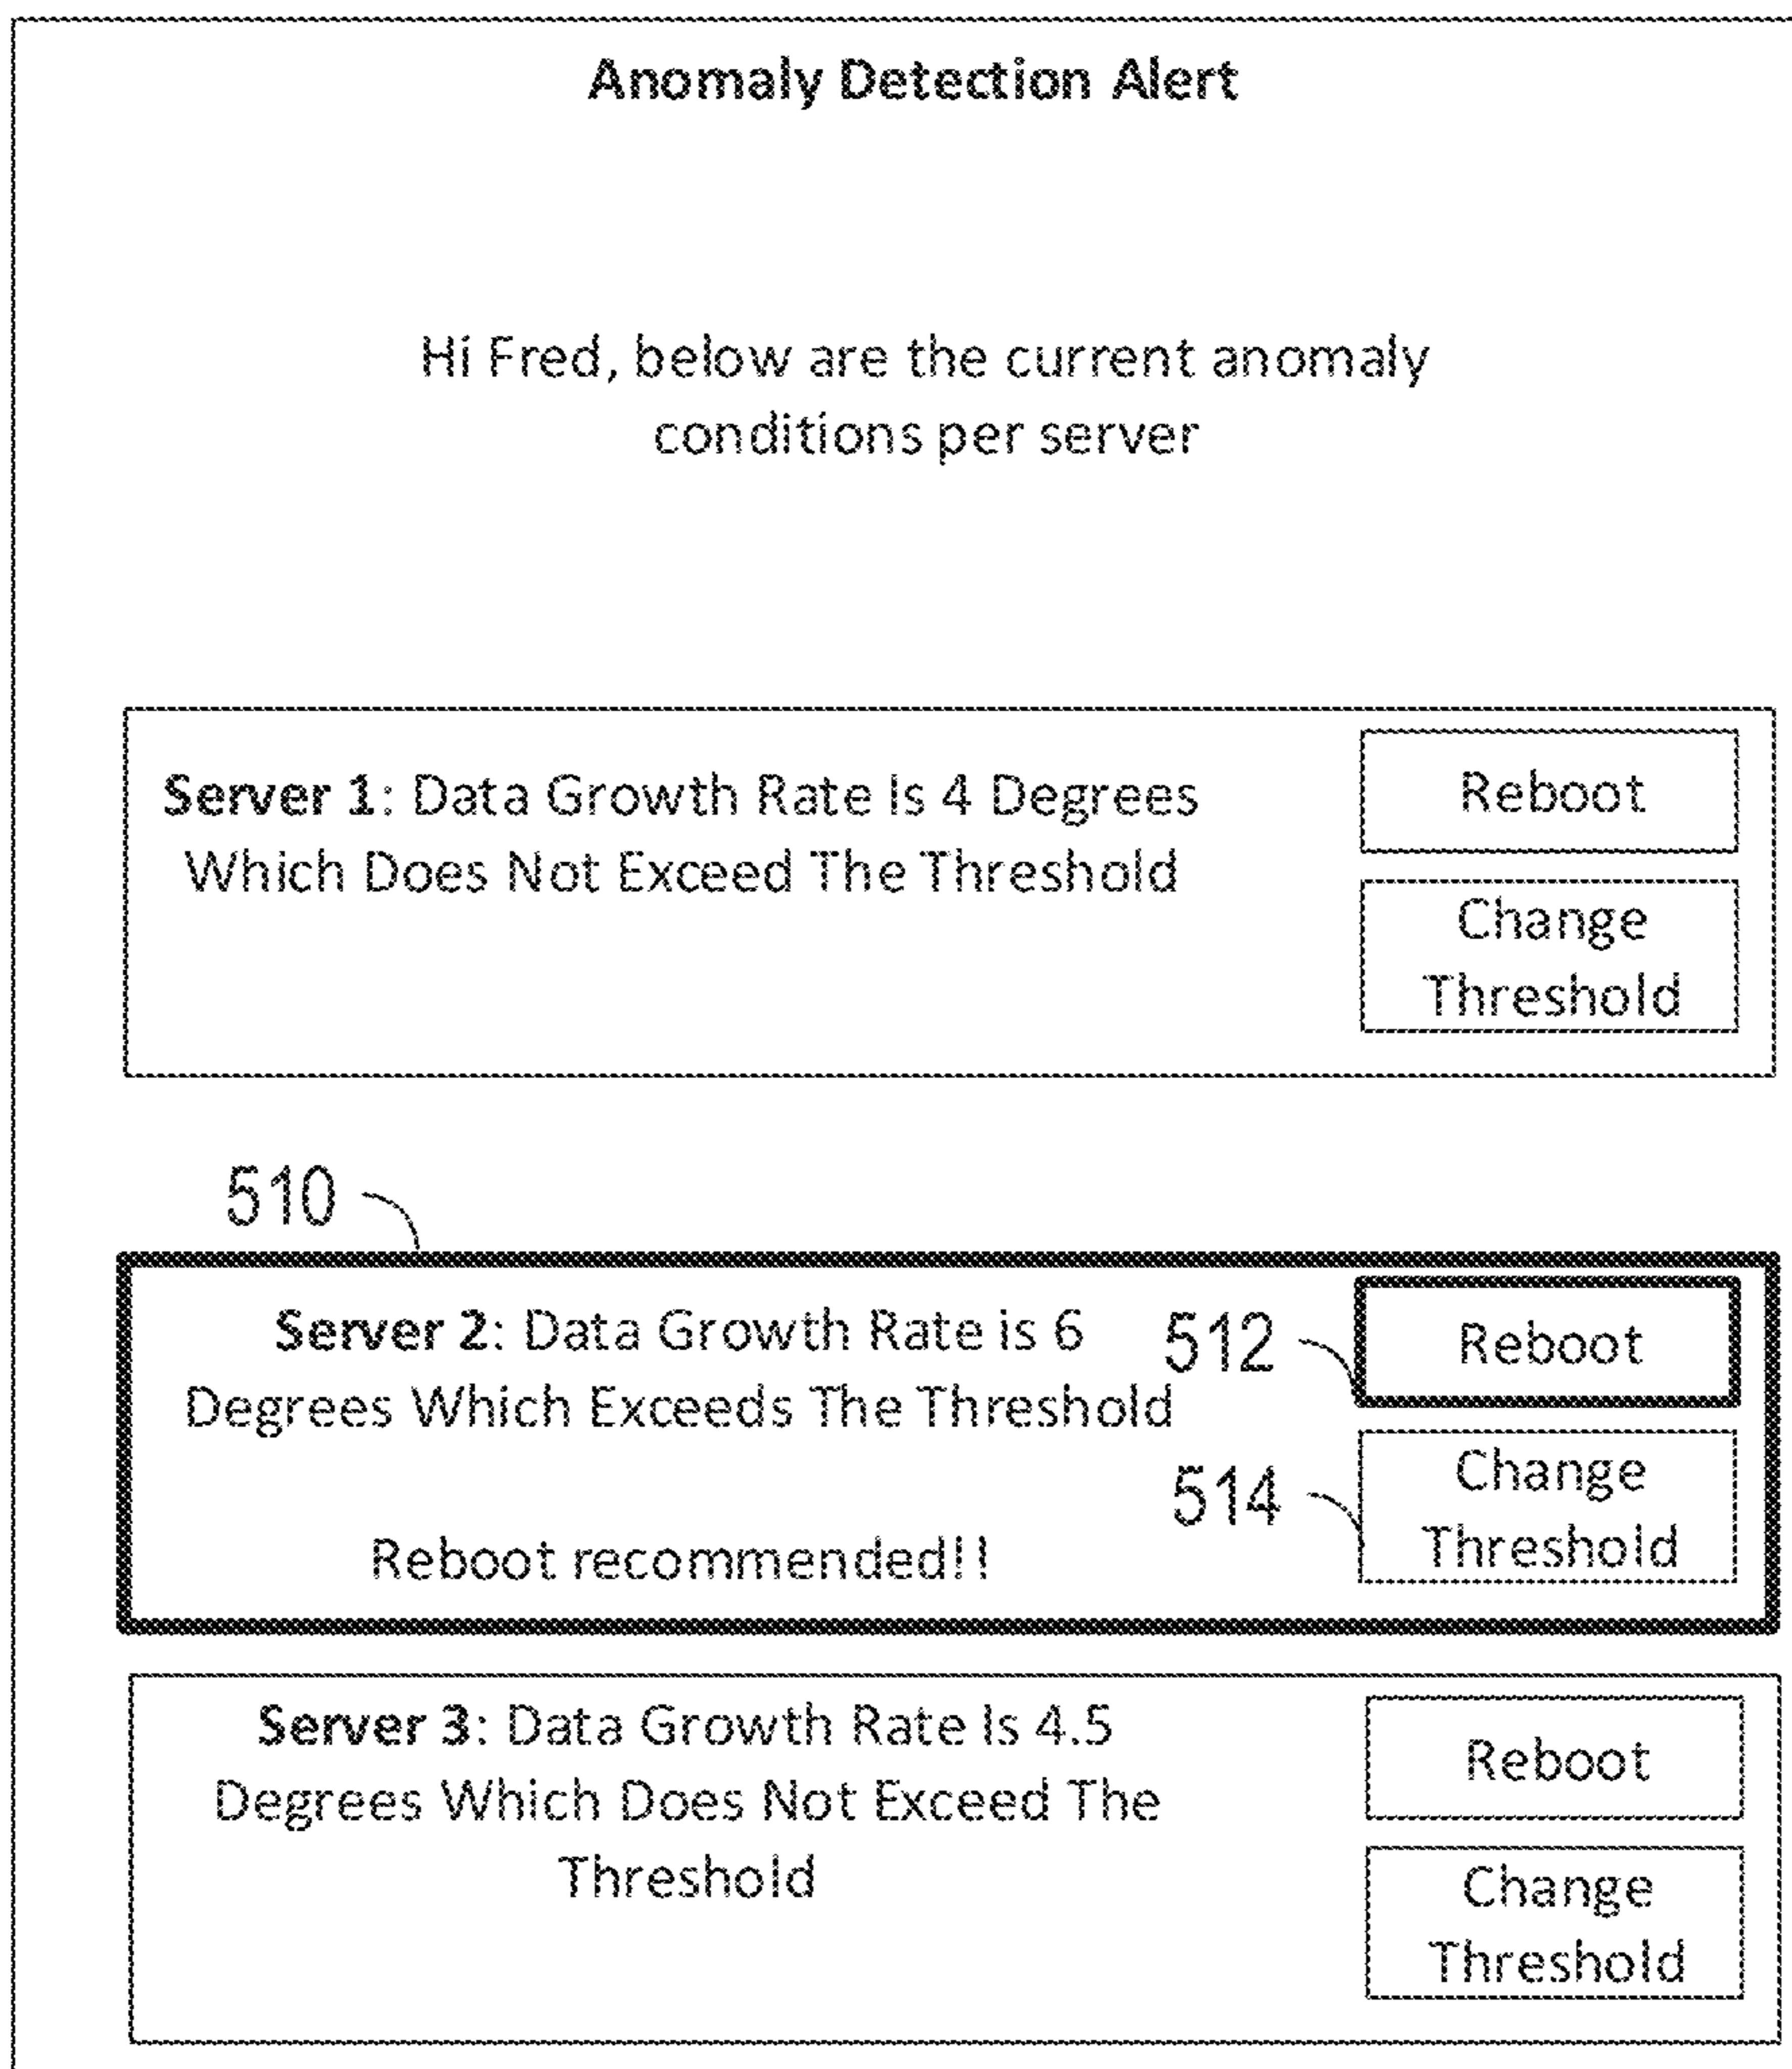 Anomaly Detection Alert
Hi Fred, below are the current anomaly
conditions per server
Server 1: Data Growth Rate Is 4 Degrees
Which Does Not Exceed The Threshold
Reboot
Change
Threshold
510
Server 2: Data Growth Rate is 6
Degrees Which Exceeds The Threshold
Reboot recommended!!
512
Reboot
514
Change
Threshold
Server 3: Data Growth Rate Is 4.5
Degrees Which Does Not Exceed The
Threshold
Reboot
Change
Threshold